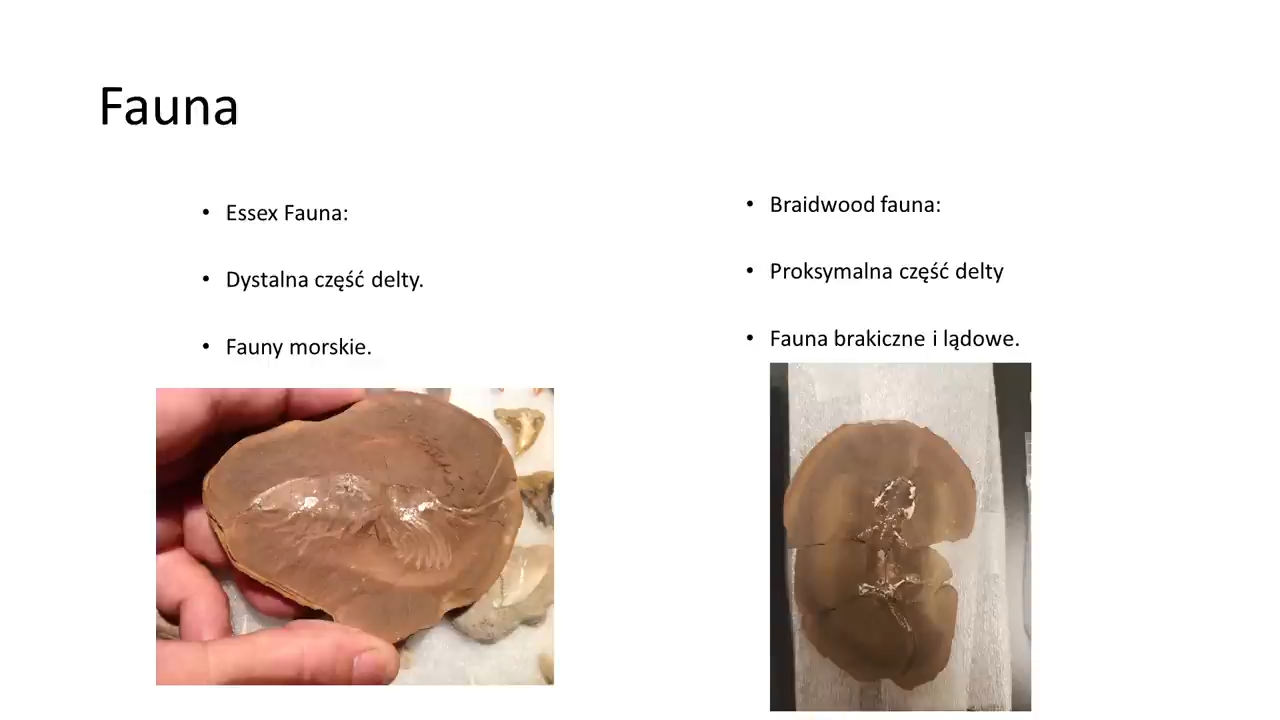 Fauna
• Essex Fauna:
• Dystalna część delty.
• Fauny morskie.
• Braidwood fauna:
• Proksymalna część delty
• Fauna brakiczne i lądowe.